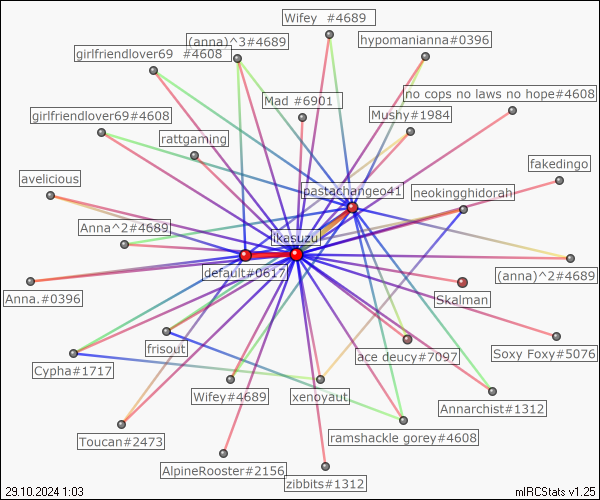 Wifey  #4689
(anna)^3#4689
hypomanianna#0396
girlfriendlover69  #4608
no cops no laws no hope#4608
Mad #6901
girlfriendlover69#4608
Mushy#1984
rattgaming
fakedingo
avelicious
pastachangeo41
neokingghidorah
Anna^2#4689
ikasuzu
default#0617
(anna)^2#4689
Anna.#0396
Skalman
frisout
ace deucy#7097
Soxy Foxy#5076
Cypha#1717
Wifey#4689
xenoyaut
Annarchist#1312
Toucan#2473
ramshackle gorey#4608
AlpineRooster#2156
zibbits#1312
29.10.2024 1:03
mIRCStats v1.25